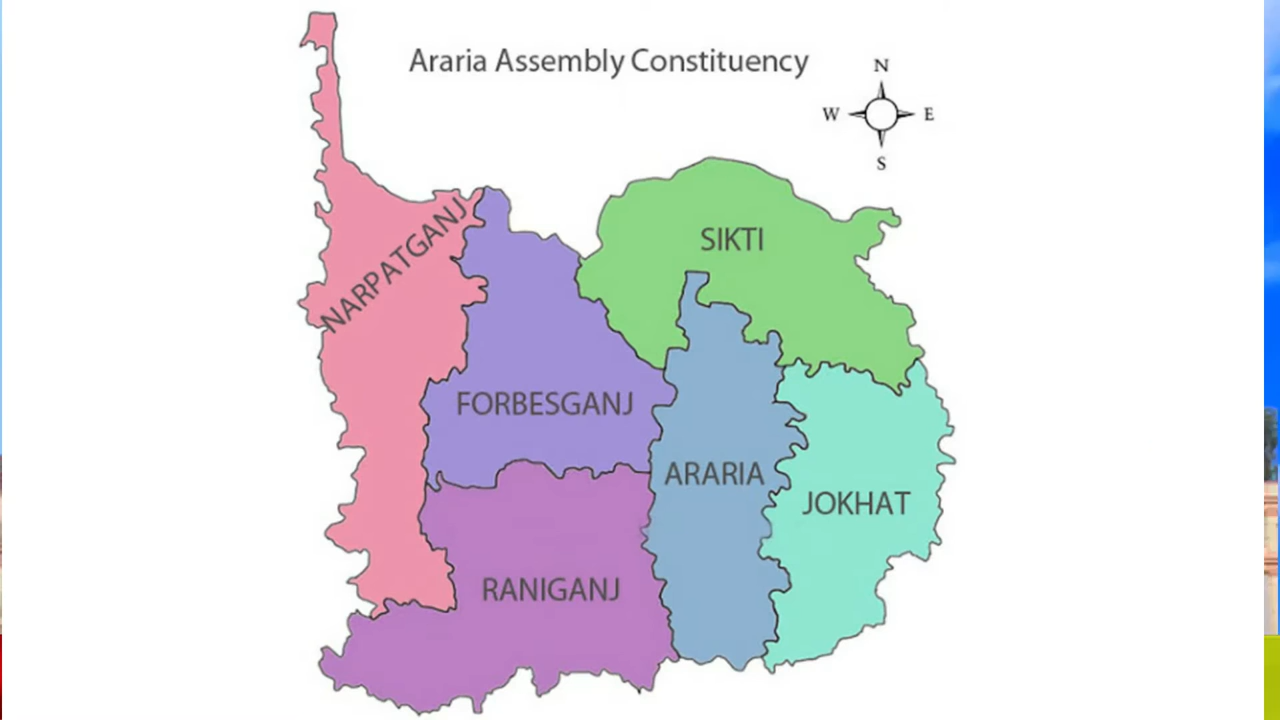 Araria Assembly Constituency
N
W E
S
NARPATGANJ
SIKTI
FORBESGANJ
ARARIA
JOKHAT
RANIGANJ